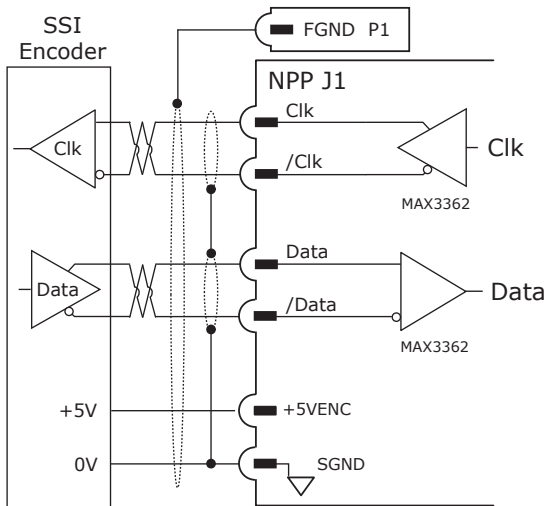 SSI
Encoder
FGND P1
NPP J1
Clk
Clk
/Clk
Clk
MAX3362
Data
Data
/Data
Data
MAX3362
+5V
+5VENC
0V
SGND